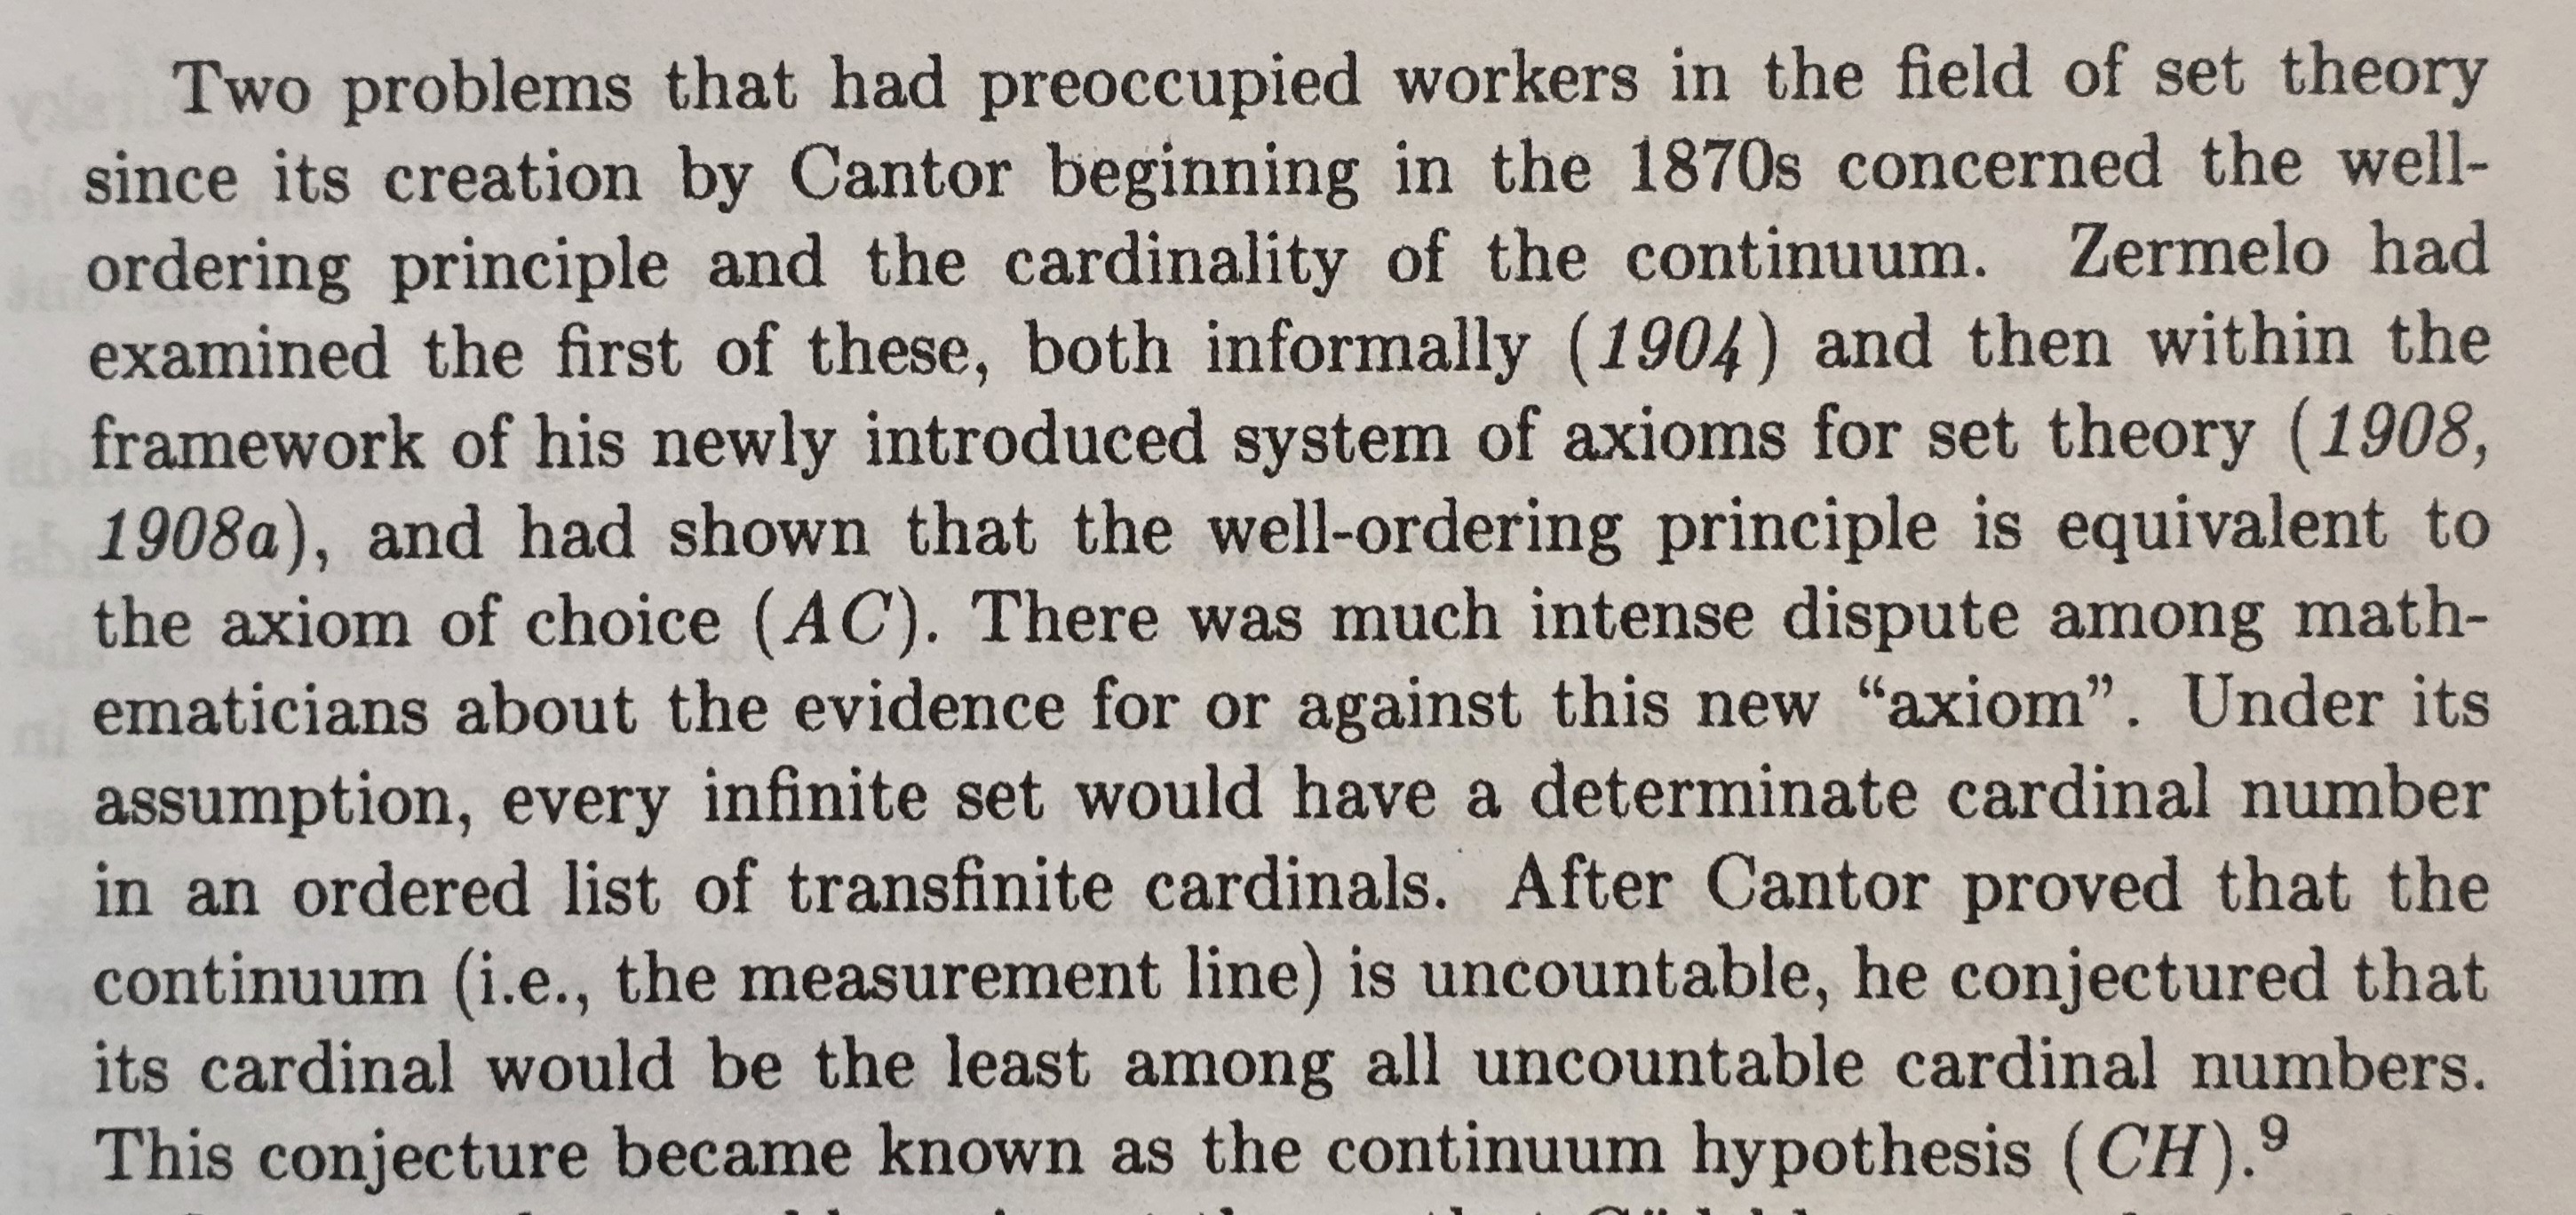 Two problems that had preoccupied workers in the field of set theory
since its creation by Cantor beginning in the 1870s concerned the well-
ordering principle and the cardinality of the continuum. Zermelo had
examined the first of these, both informally (1904) and then within the
framework of his newly introduced system of axioms for set theory (1908,
1908a), and had shown that the well-ordering principle is equivalent to
the axiom of choice (AC). There was much intense dispute among math-
ematicians about the evidence for or against this new “axiom”. Under its
assumption, every infinite set would have a determinate cardinal number
in an ordered list of transfinite cardinals. After Cantor proved that the
continuum (i.e., the measurement line) is uncountable, he conjectured that
its cardinal would be the least among all uncountable cardinal numbers.
This conjecture became known as the continuum hypothesis (CH).⁹